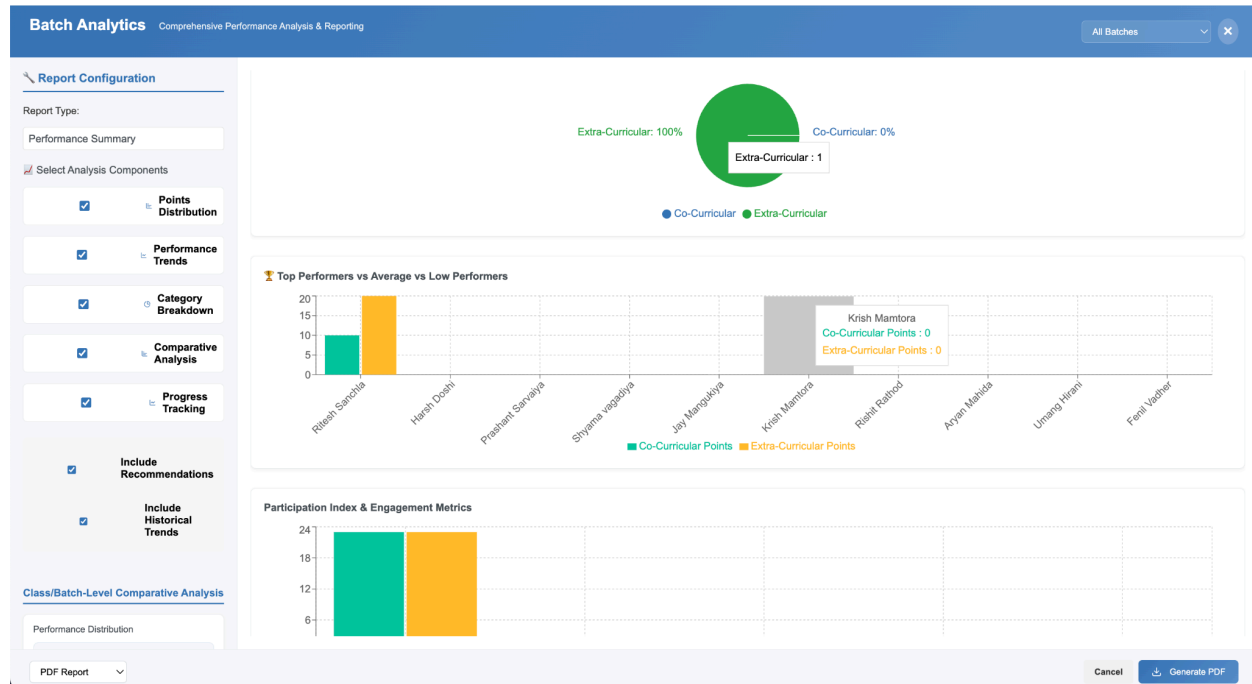 Batch Analytics Comprehensive Performance Analysis & Reporting
All Batches
Report Configuration
Report Type:
Performance Summary
Select Analysis Components
Points
Distribution
Performance
Trends
Category
Breakdown
Comparative
Analysis
Progress
Tracking
Include
Recommendations
Include
Historical
Trends
Class/Batch-Level Comparative Analysis
Performance Distribution
Extra-Curricular: 100%
Co-Curricular: 0%
Extra-Curricular : 1
Co-Curricular Extra-Curricular
Top Performers vs Average vs Low Performers
20
15
10
5
0
Krish Mamtora
Co-Curricular Points : 0
Extra-Curricular Points : 0
Ritesh Sanchla
Harsh Doshi
Prashant Sarvaiya
Shyama vagadiya
Jay Mangukiya
Krish Mamtora
Rishit Rathod
Aryan Mahida
Umang Hirani
Fenil Vadher
Co-Curricular Points Extra-Curricular Points
Participation Index & Engagement Metrics
24
18
12
6
PDF Report
Cancel
Generate PDF